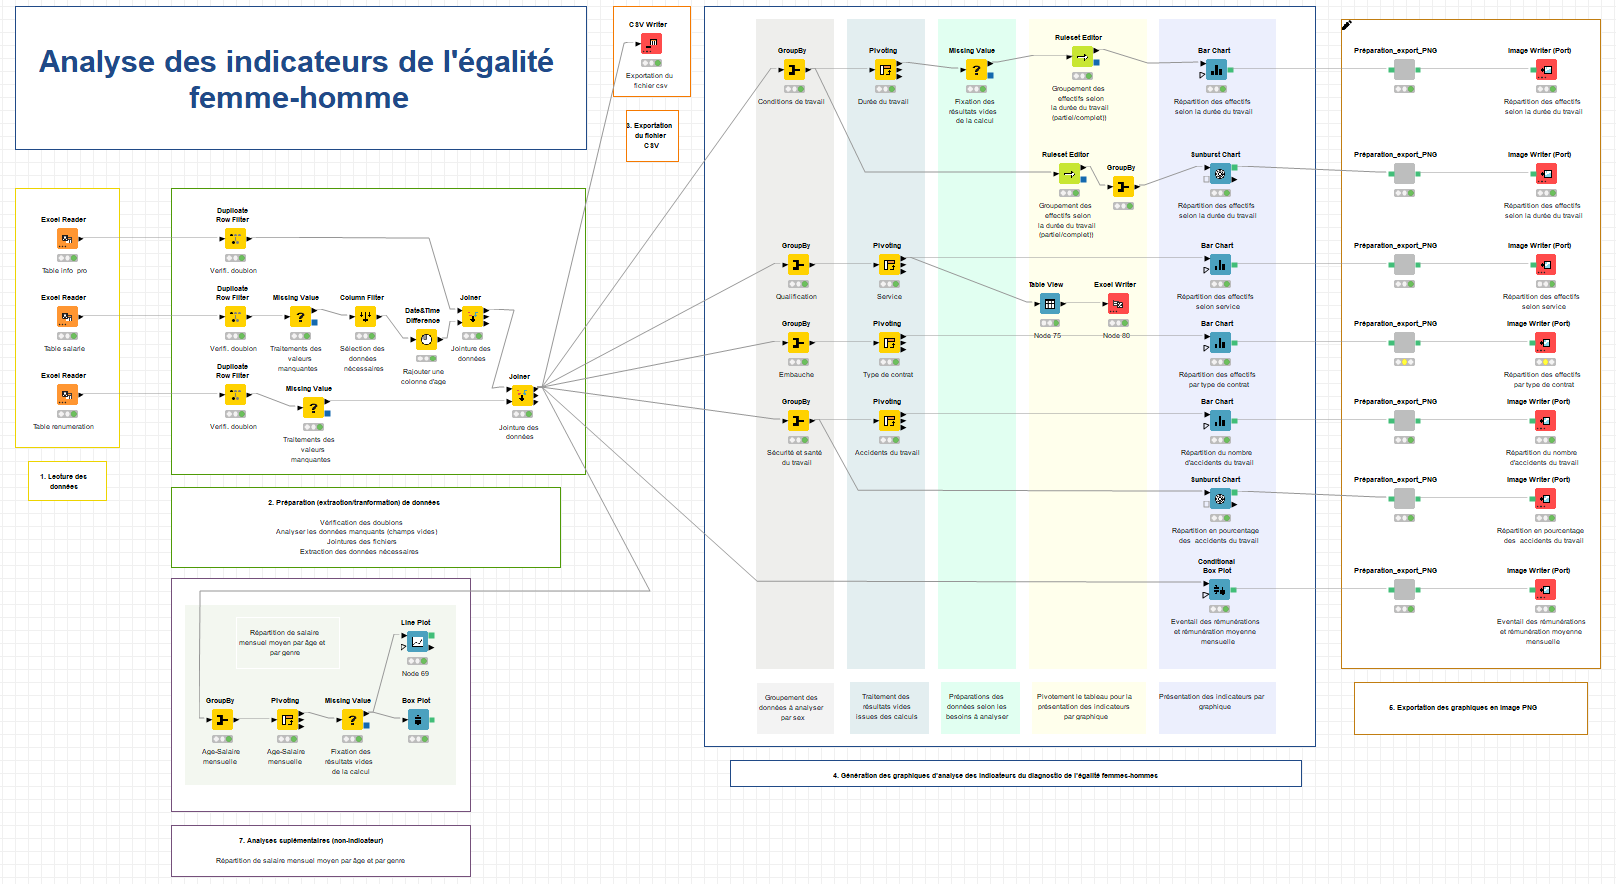 Analyse des indicateurs de l'égalité
femme-homme
CSV Writer
Exportation du
fichier csv
3. Exportation
du fichier
CSV
Excel Reader
Table info pro
Excel Reader
Table salarie
Excel Reader
Table renumeration
1. Lecture des
données
Duplicate
Row Filter
Verifi. doublon
Duplicate
Row Filter
Verifi. doublon
Missing Value
Traitements des
valeurs
manquantes
Column Filter
Sélection des
données
nécessaires
Date&Time
Difference
Rajouter une
colonne d'age
Joiner
Jointure des
données
Duplicate
Row Filter
Verifi. doublon
Missing Value
Traitements des
valeurs
manquantes
Joiner
Jointure des
données
2. Préparation (extraction/tranformation) de données
Vérification des doublons
Analyser les données manquants (champs vides)
Jointures des fichiers
Extraction des données nécessaires
Répartition de salaire
mensuel moyen par âge et
par genre
Line Plot
Node 69
GroupBy
Age-Salaire
mensuelle
Pivoting
Age-Salaire
mensuelle
Missing Value
Fixation des
résultats vides
de la calcul
Box Plot
7. Analyses suplémentaires (non-indicateur)
Répartition de salaire mensuel moyen par âge et par genre
GroupBy
Conditions de travail
Pivoting
Durée du travail
Missing Value
Fixation des
résultats vides
de la calcul
Ruleset Editor
Groupement des
effectifs selon
la durée du travail
(partiel/complet))
Bar Chart
Répartition des effectifs
selon la durée du travail
Ruleset Editor
Groupement des
effectifs selon
la durée du travail
(partiel/complet))
GroupBy
Sunburst Chart
Répartition des effectifs
selon la durée du travail
GroupBy
Qualification
Pivoting
Service
Bar Chart
Répartition des effectifs
selon service
Table View
Node 75
Excel Writer
Node 80
GroupBy
Embauche
Pivoting
Type de contrat
Bar Chart
Répartition des effectifs
par type de contrat
GroupBy
Sécurité et santé
du travail
Pivoting
Accidents du travail
Bar Chart
Répartition du nombre
d'accidents du travail
Sunburst Chart
Répartition en pourcentage
des accidents du travail
Conditional
Box Plot
Eventail des rémunérations
et rémunération moyenne
mensuelle
Groupement des
données à analyser
par sex
Traitement des
résultats vides
issues des calculs
Préparations des
données selon les
besoins à analyser
Pivotement le tableau pour la
présentation des indicateurs
par graphique
Présentation des indicateurs par
graphique
4. Génération des graphiques d'analyse des indicateurs du diagnostic de l'égalité femmes-hommes
Préparation_export_PNG
Image Writer (Port)
Répartition des effectifs
selon la durée du travail
Préparation_export_PNG
Image Writer (Port)
Répartition des effectifs
selon la durée du travail
Préparation_export_PNG
Image Writer (Port)
Répartition des effectifs
selon service
Préparation_export_PNG
Image Writer (Port)
Répartition des effectifs
par type de contrat
Préparation_export_PNG
Image Writer (Port)
Répartition du nombre
d'accidents du travail
Préparation_export_PNG
Image Writer (Port)
Répartition en pourcentage
des accidents du travail
Préparation_export_PNG
Image Writer (Port)
Eventail des rémunérations
et rémunération moyenne
mensuelle
5. Exportation des graphiques en image PNG